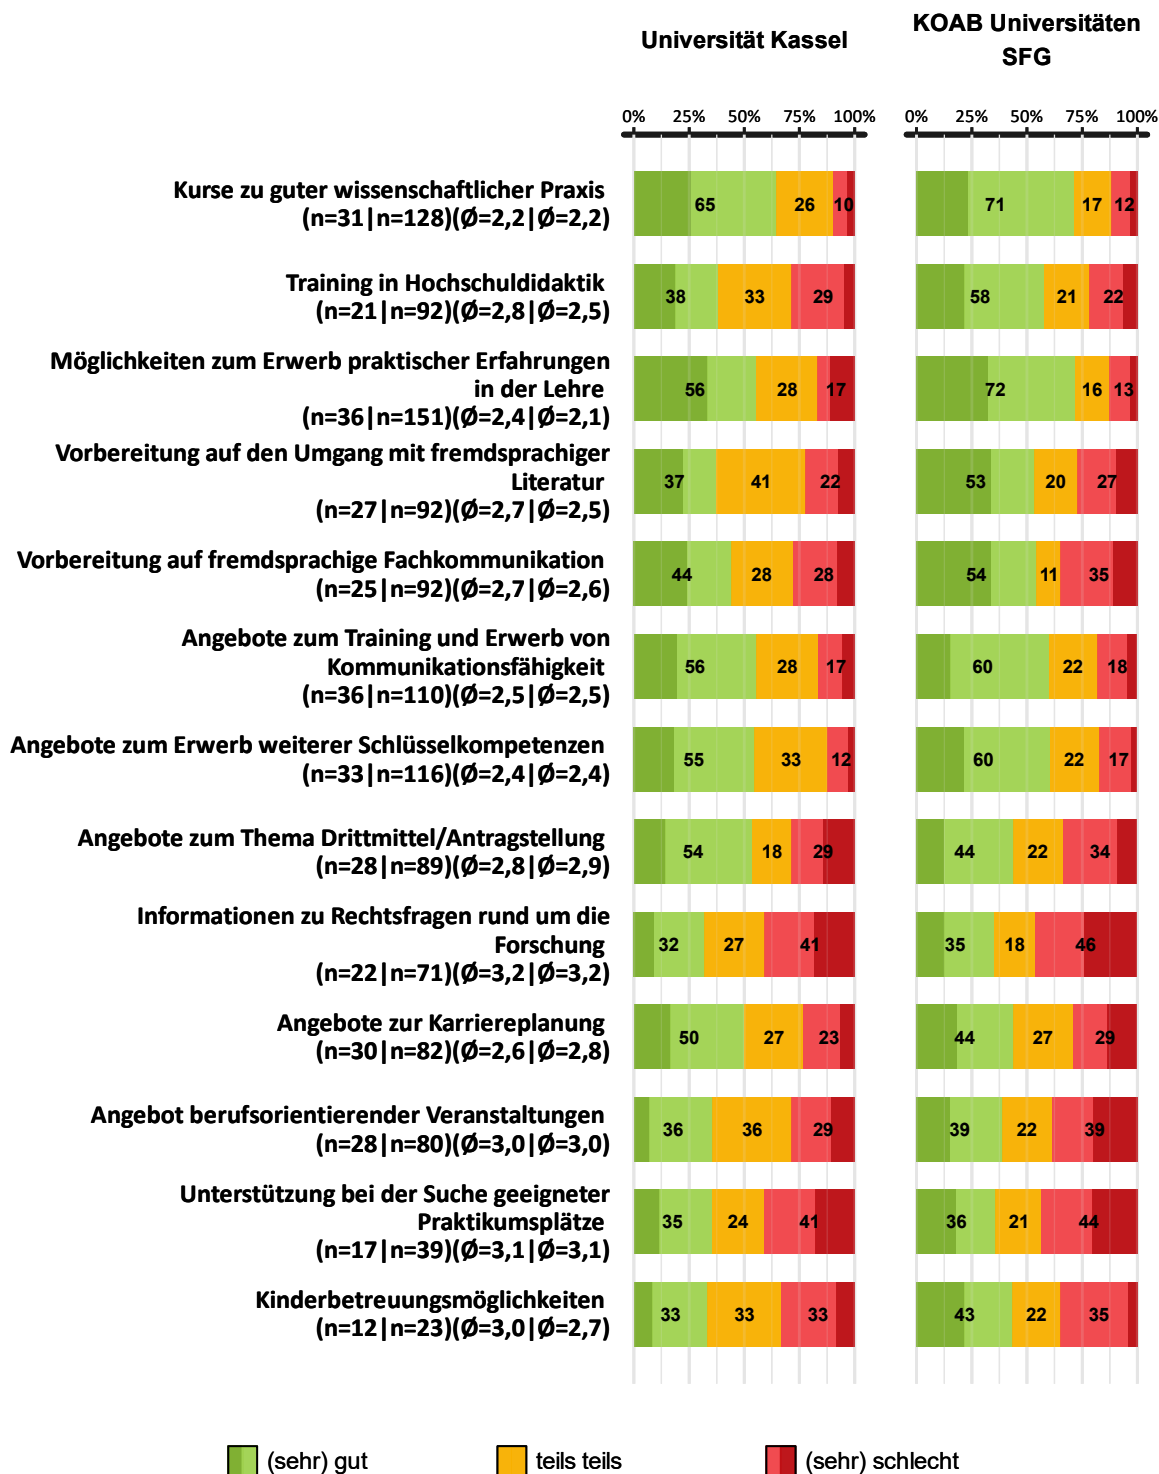 Universität Kassel
KOAB Universitäten
SFG
0% 25% 50% 75% 100% 0% 25% 50% 75% 100%
Kurse zu guter wissenschaftlicher Praxis
(n=31|n=128)(Ø=2,2|Ø=2,2)
65 26 10 71 17 12
Training in Hochschuldidaktik
(n=21|n=92)(Ø=2,8|Ø=2,5)
38 33 29 58 21 22
Möglichkeiten zum Erwerb praktischer Erfahrungen
in der Lehre
(n=36|n=151)(Ø=2,4|Ø=2,1)
56 28 17 72 16 13
Vorbereitung auf den Umgang mit fremdsprachiger
Literatur
(n=27|n=92)(Ø=2,7|Ø=2,5)
37 41 22 53 20 27
Vorbereitung auf fremdsprachige Fachkommunikation
(n=25|n=92)(Ø=2,7|Ø=2,6)
44 28 28 54 11 35
Angebote zum Training und Erwerb von
Kommunikationsfähigkeit
(n=36|n=110)(Ø=2,5|Ø=2,5)
56 28 17 60 22 18
Angebote zum Erwerb weiterer Schlüsselkompetenzen
(n=33|n=116)(Ø=2,4|Ø=2,4)
55 33 12 60 22 17
Angebote zum Thema Drittmittel/Antragstellung
(n=28|n=89)(Ø=2,8|Ø=2,9)
54 18 29 44 22 34
Informationen zu Rechtsfragen rund um die
Forschung
(n=22|n=71)(Ø=3,2|Ø=3,2)
32 27 41 35 18 46
Angebote zur Karriereplanung
(n=30|n=82)(Ø=2,6|Ø=2,8)
50 27 23 44 27 29
Angebot berufsorientierender Veranstaltungen
(n=28|n=80)(Ø=3,0|Ø=3,0)
36 36 29 39 22 39
Unterstützung bei der Suche geeigneter
Praktikumsplätze
(n=17|n=39)(Ø=3,1|Ø=3,1)
35 24 41 36 21 44
Kinderbetreuungsmöglichkeiten
(n=12|n=23)(Ø=3,0|Ø=2,7)
33 33 33 43 22 35
(sehr) gut teils teils (sehr) schlecht